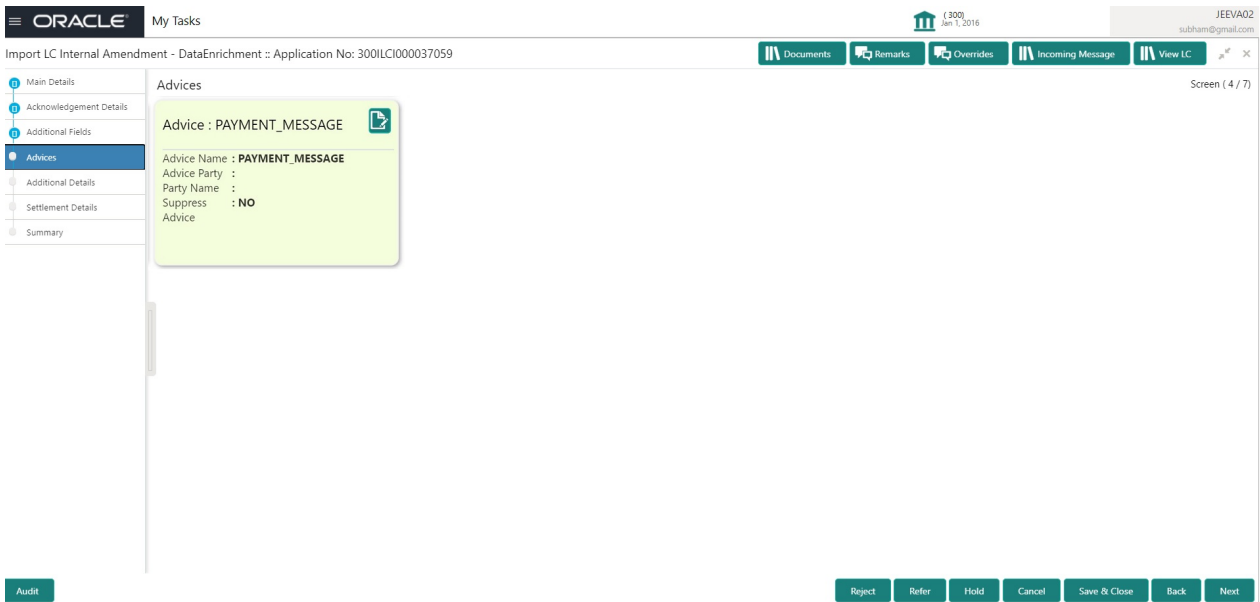 ORACLE
My Tasks
( 300)
Jan 1, 2016
JEEVA02
subham@gmail.com
Import LC Internal Amendment - DataEnrichment :: Application No: 300ILCI000037059
Documents
Remarks
Overrides
Incoming Message
View LC
Main Details
Acknowledgement Details
Additional Fields
Advices
Additional Details
Settlement Details
Summary
Advices
Screen ( 4 / 7)
Advice : PAYMENT_MESSAGE
Advice Name : PAYMENT_MESSAGE
Advice Party :
Party Name :
Suppress : NO
Advice
Audit
Reject
Refer
Hold
Cancel
Save & Close
Back
Next